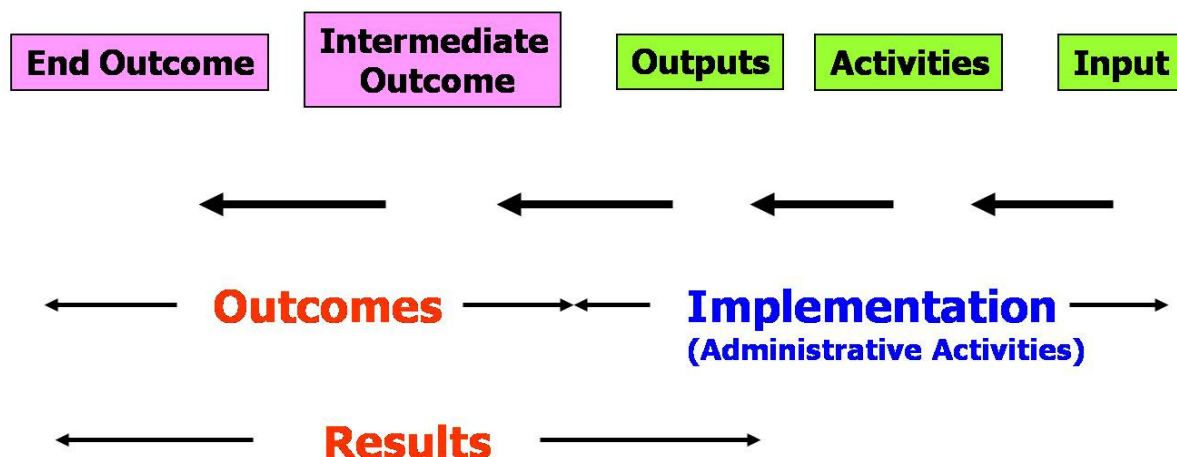 End Outcome
Intermediate
Outcome
Outputs
Activities
Input
Outcomes
Implementation
(Administrative Activities)
Results